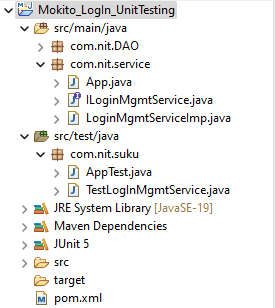 Mokito_LogIn_UnitTesting
src/main/java
com.nit.DAO
com.nit.service
App.java
ILoginMgmtService.java
LoginMgmtServiceImp.java
src/test/java
com.nit.suku
AppTest.java
TestLogInMgmtService.java
JRE System Library [JavaSE-19]
Maven Dependencies
JUnit 5
src
target
pom.xml